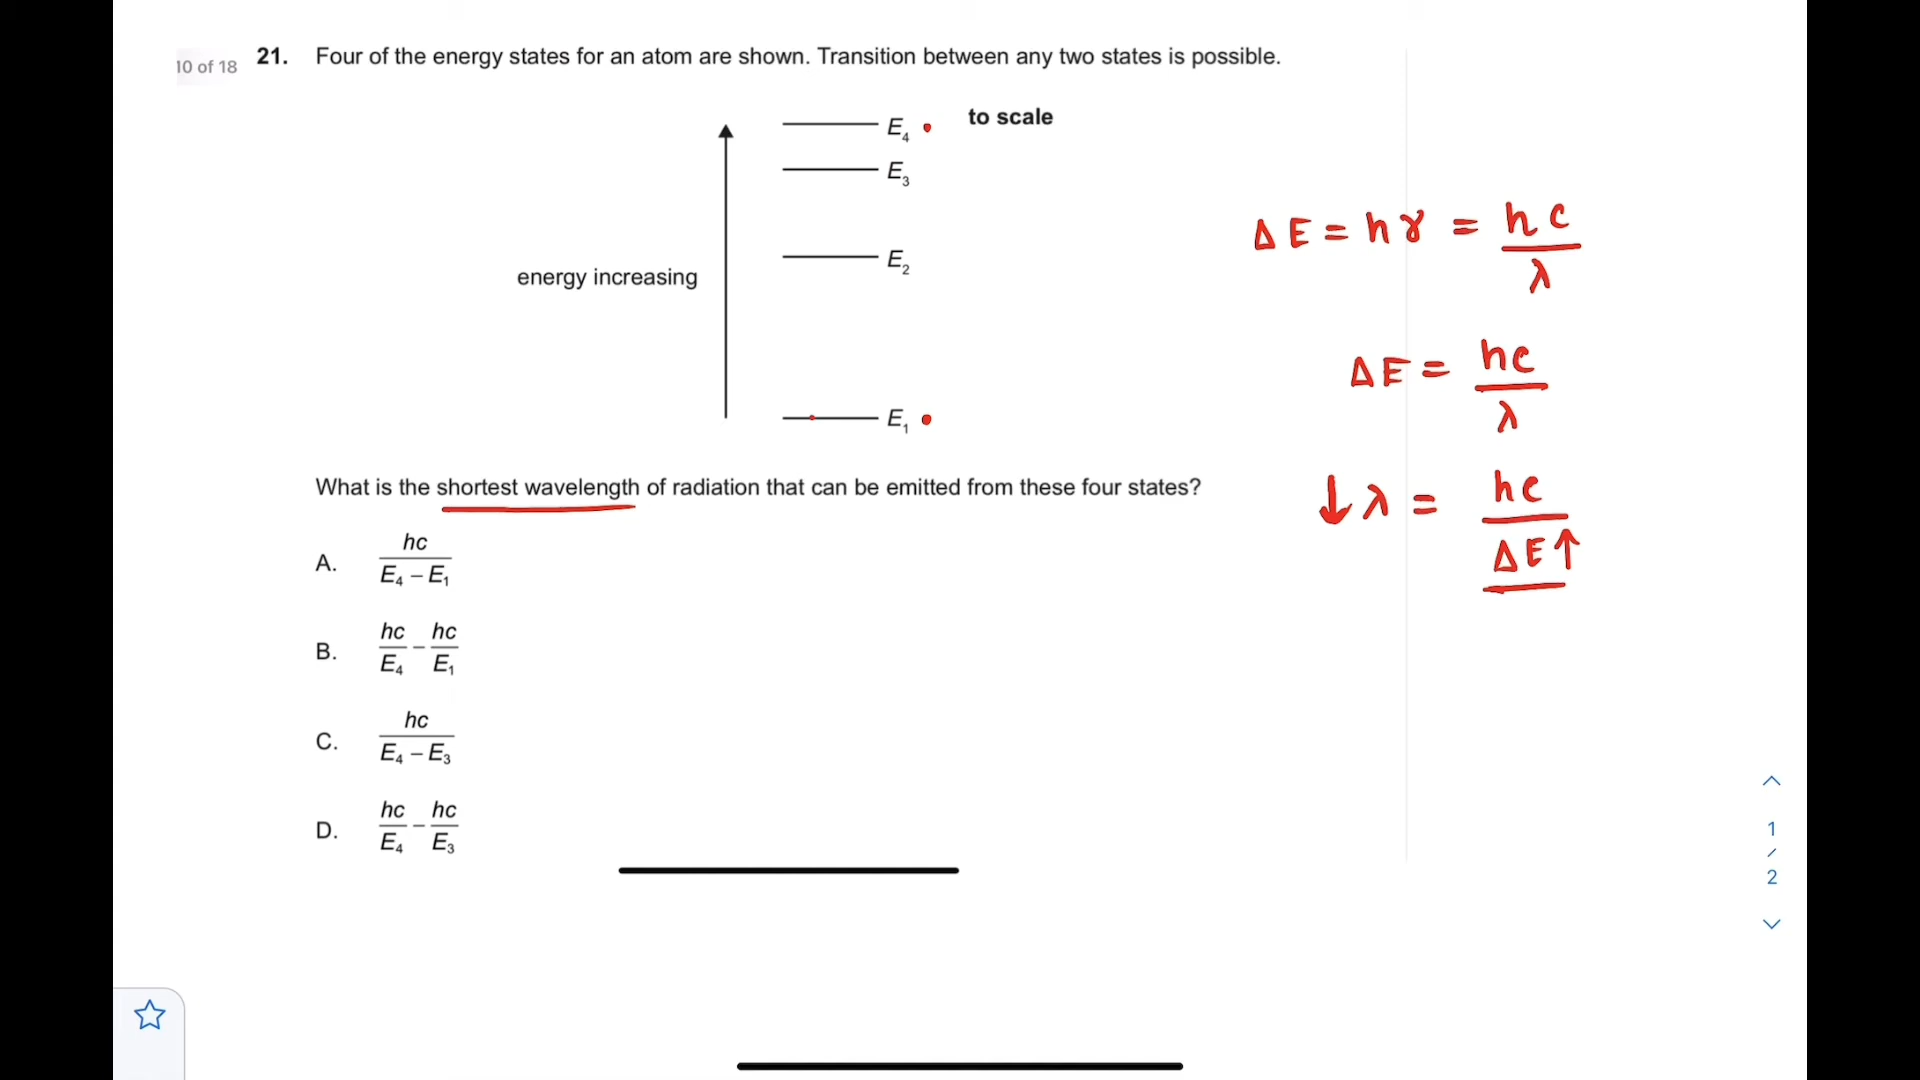 10 of 18
21. Four of the energy states for an atom are shown. Transition between any two states is possible.
to scale
E4
E3
E2
energy increasing
E1
ΔE = hγ = hc/λ
ΔE = hc/λ
↓λ = hc/ΔE↑
What is the shortest wavelength of radiation that can be emitted from these four states?
A. hc/(E4 – E1)
B. hc/E4 – hc/E1
C. hc/(E4 – E3)
D. hc/E4 – hc/E3
1
/
2